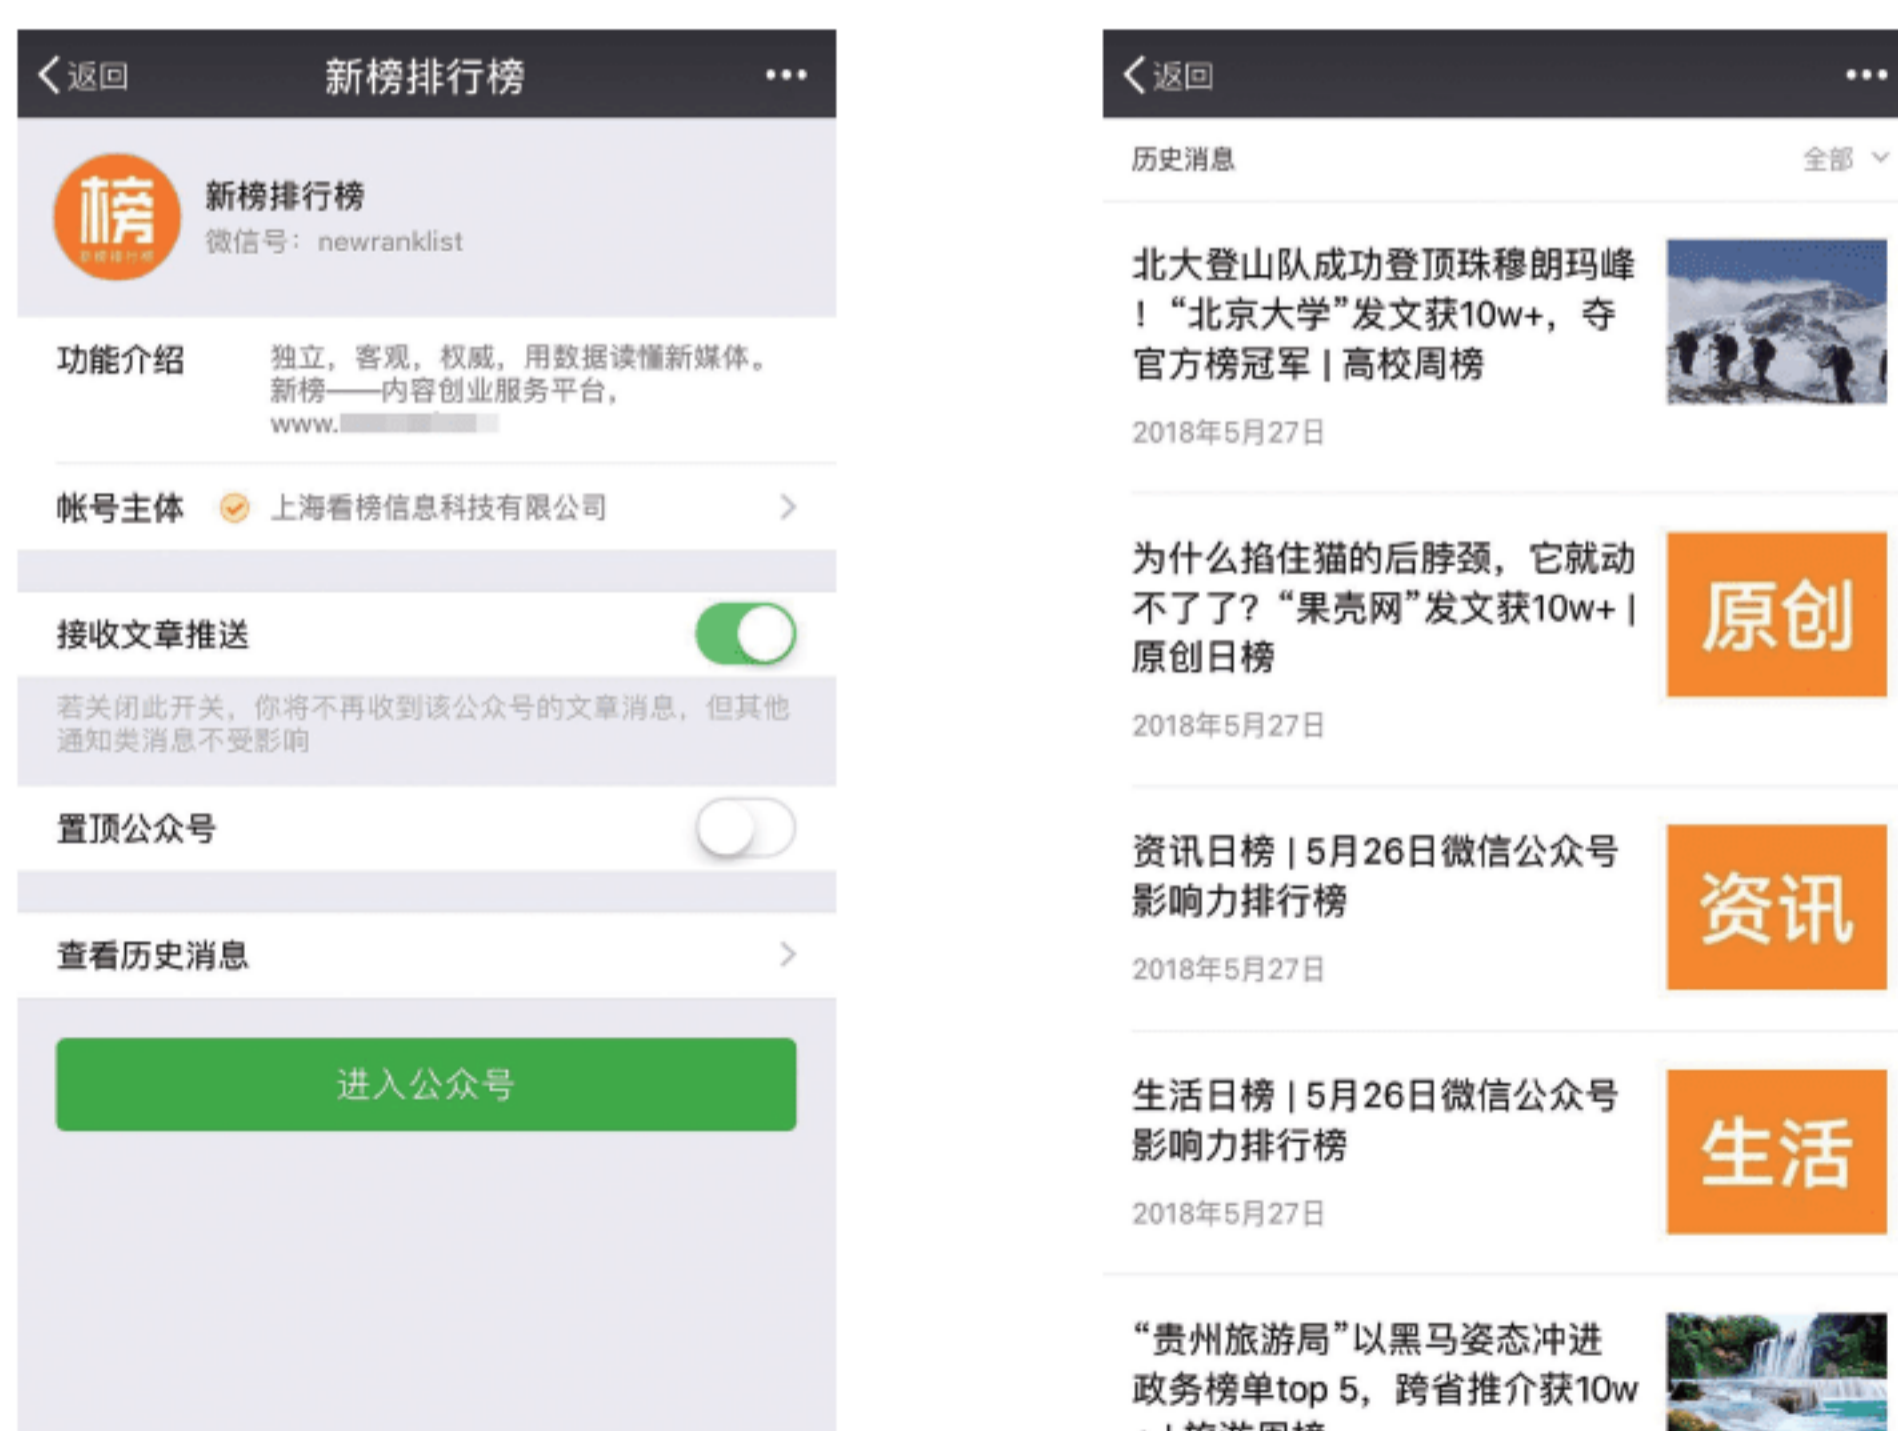 返回
新榜排行榜
榜
新榜排行榜
新榜排行榜
微信号：newranklist
功能介绍
独立，客观，权威，用数据读懂新媒体。
新榜——内容创业服务平台，
www.
帐号主体
上海看榜信息科技有限公司
接收文章推送
若关闭此开关，你将不再收到该公众号的文章消息，但其他
通知类消息不受影响
置顶公众号
查看历史消息
进入公众号
返回
历史消息
全部
北大登山队成功登顶珠穆朗玛峰
！“北京大学”发文获10w+，夺
官方榜冠军 | 高校周榜
2018年5月27日
为什么掐住猫的后脖颈，它就动
不了了？“果壳网”发文获10w+ |
原创日榜
2018年5月27日
原创
资讯日榜 | 5月26日微信公众号
影响力排行榜
2018年5月27日
资讯
生活日榜 | 5月26日微信公众号
影响力排行榜
2018年5月27日
生活
“贵州旅游局”以黑马姿态冲进
政务榜单top 5，跨省推介获10w
+ | 旅游周榜